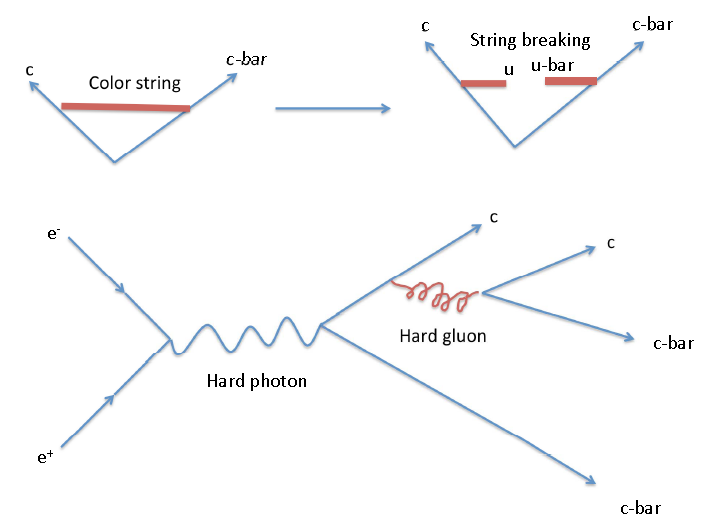 c
Color string
c-bar
c
String breaking
u
u-bar
c-bar
e-
e+
Hard photon
c
Hard gluon
c
c-bar
c-bar